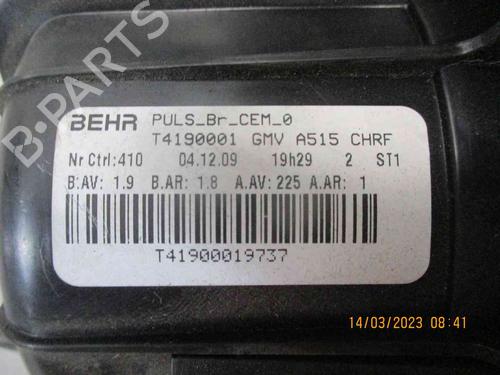 BEHR PULS_Br_CEM_0
T4190001 GMV A515 CHRF
Nr Ctrl:410 04.12.09 19h29 2 ST1
B.AV: 1.9 B.AR: 1.8 A.AV: 225 A.AR: 1
T41900019737
14/03/2023 08:41